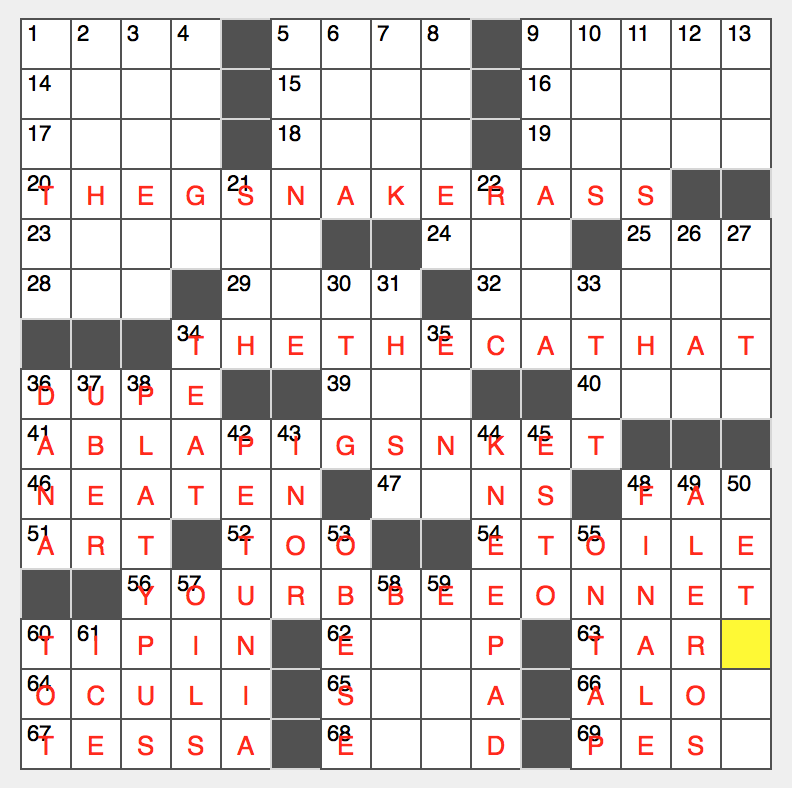 1 2 3 4 5 6 7 8 9 10 11 12 13
14 15 16
17 18 19
20 21 22
T H E G S N A K E R A S S
23 24 25 26 27
28 29 30 31 32 33
34 35
T H E T H E C A T H A T
36 37 38 39 40
D U P E
41 42 43 44 45
A B L A P I G S N K E T
46 47 48 49 50
N E A T E N N S F A
51 52 53 54 55
A R T T O O E T O I L E
56 57 58 59
Y O U R B B E E O N N E T
60 61 62 63
T I P I N E P T A R
64 65 66
O C U L I S A A L O
67 68 69
T E S S A E D P E S